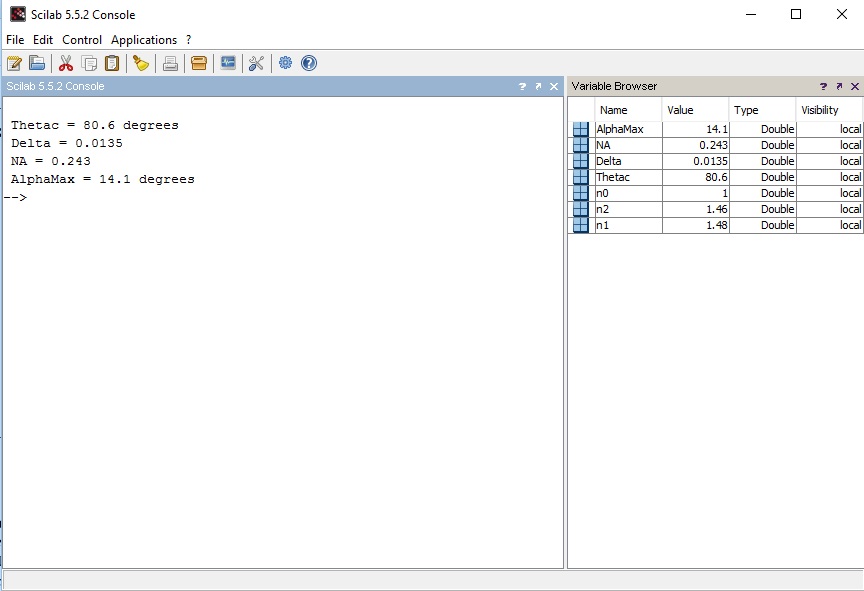 Scilab 5.5.2 Console
File Edit Control Applications ?
Scilab 5.5.2 Console
Thetac = 80.6 degrees
Delta = 0.0135
NA = 0.243
AlphaMax = 14.1 degrees
-->
Variable Browser
Name Value Type Visibility
AlphaMax 14.1 Double local
NA 0.243 Double local
Delta 0.0135 Double local
Thetac 80.6 Double local
n0 1 Double local
n2 1.46 Double local
n1 1.48 Double local